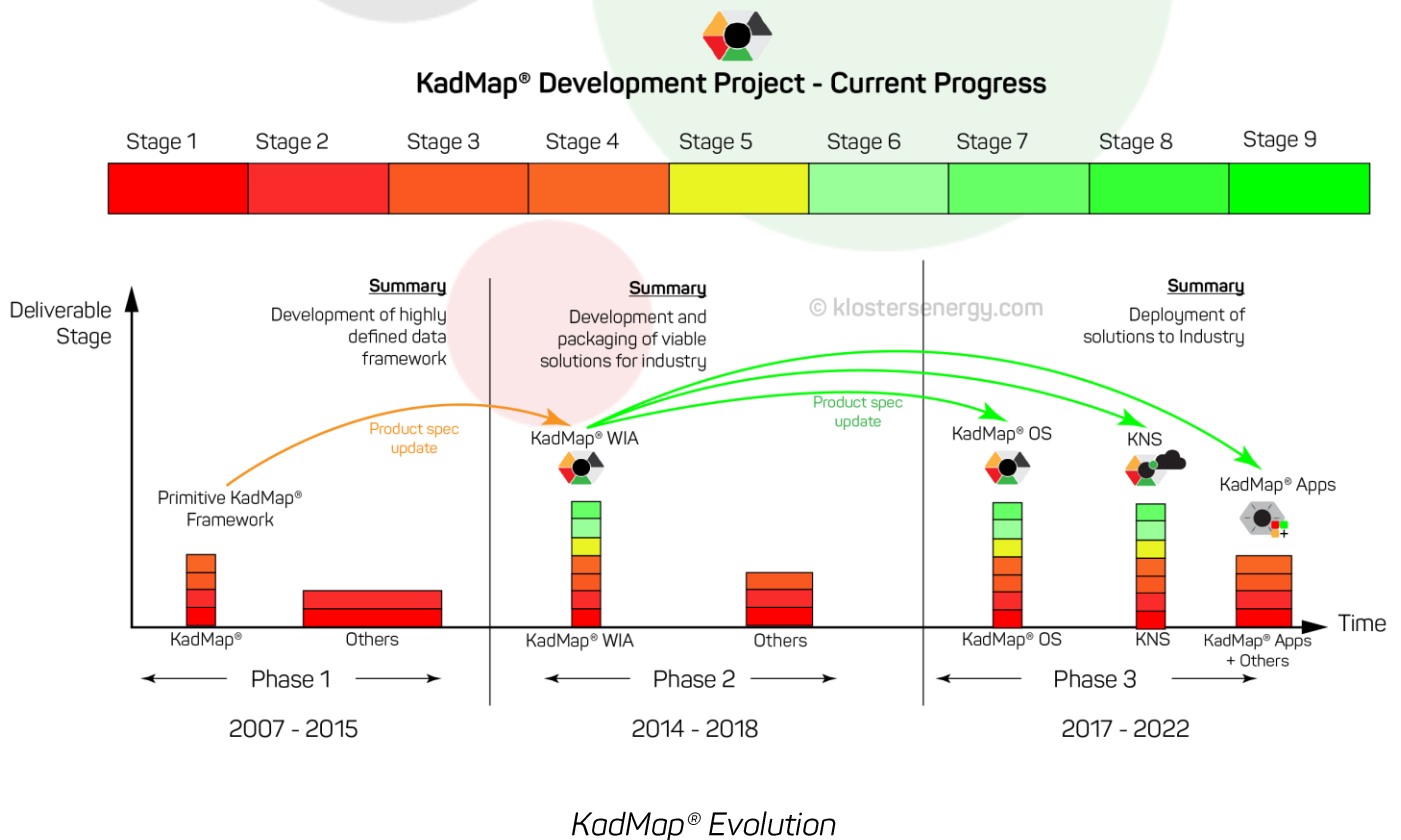 KadMap® Development Project - Current Progress
Stage 1
Stage 2
Stage 3
Stage 4
Stage 5
Stage 6
Stage 7
Stage 8
Stage 9
Deliverable
Stage
Summary
Development of highly
defined data
framework
Summary
Development and
packaging of viable
solutions for industry
© klostersenergy.com
Summary
Deployment of
solutions to Industry
Product spec
update
Product spec
update
Primitive KadMap®
Framework
KadMap® WIA
KadMap® OS
KNS
KadMap® Apps
+
KadMap®
Others
KadMap® WIA
Others
KadMap® OS
KNS
KadMap® Apps
+ Others
Time
Phase 1
Phase 2
Phase 3
2007 - 2015
2014 - 2018
2017 - 2022
KadMap® Evolution